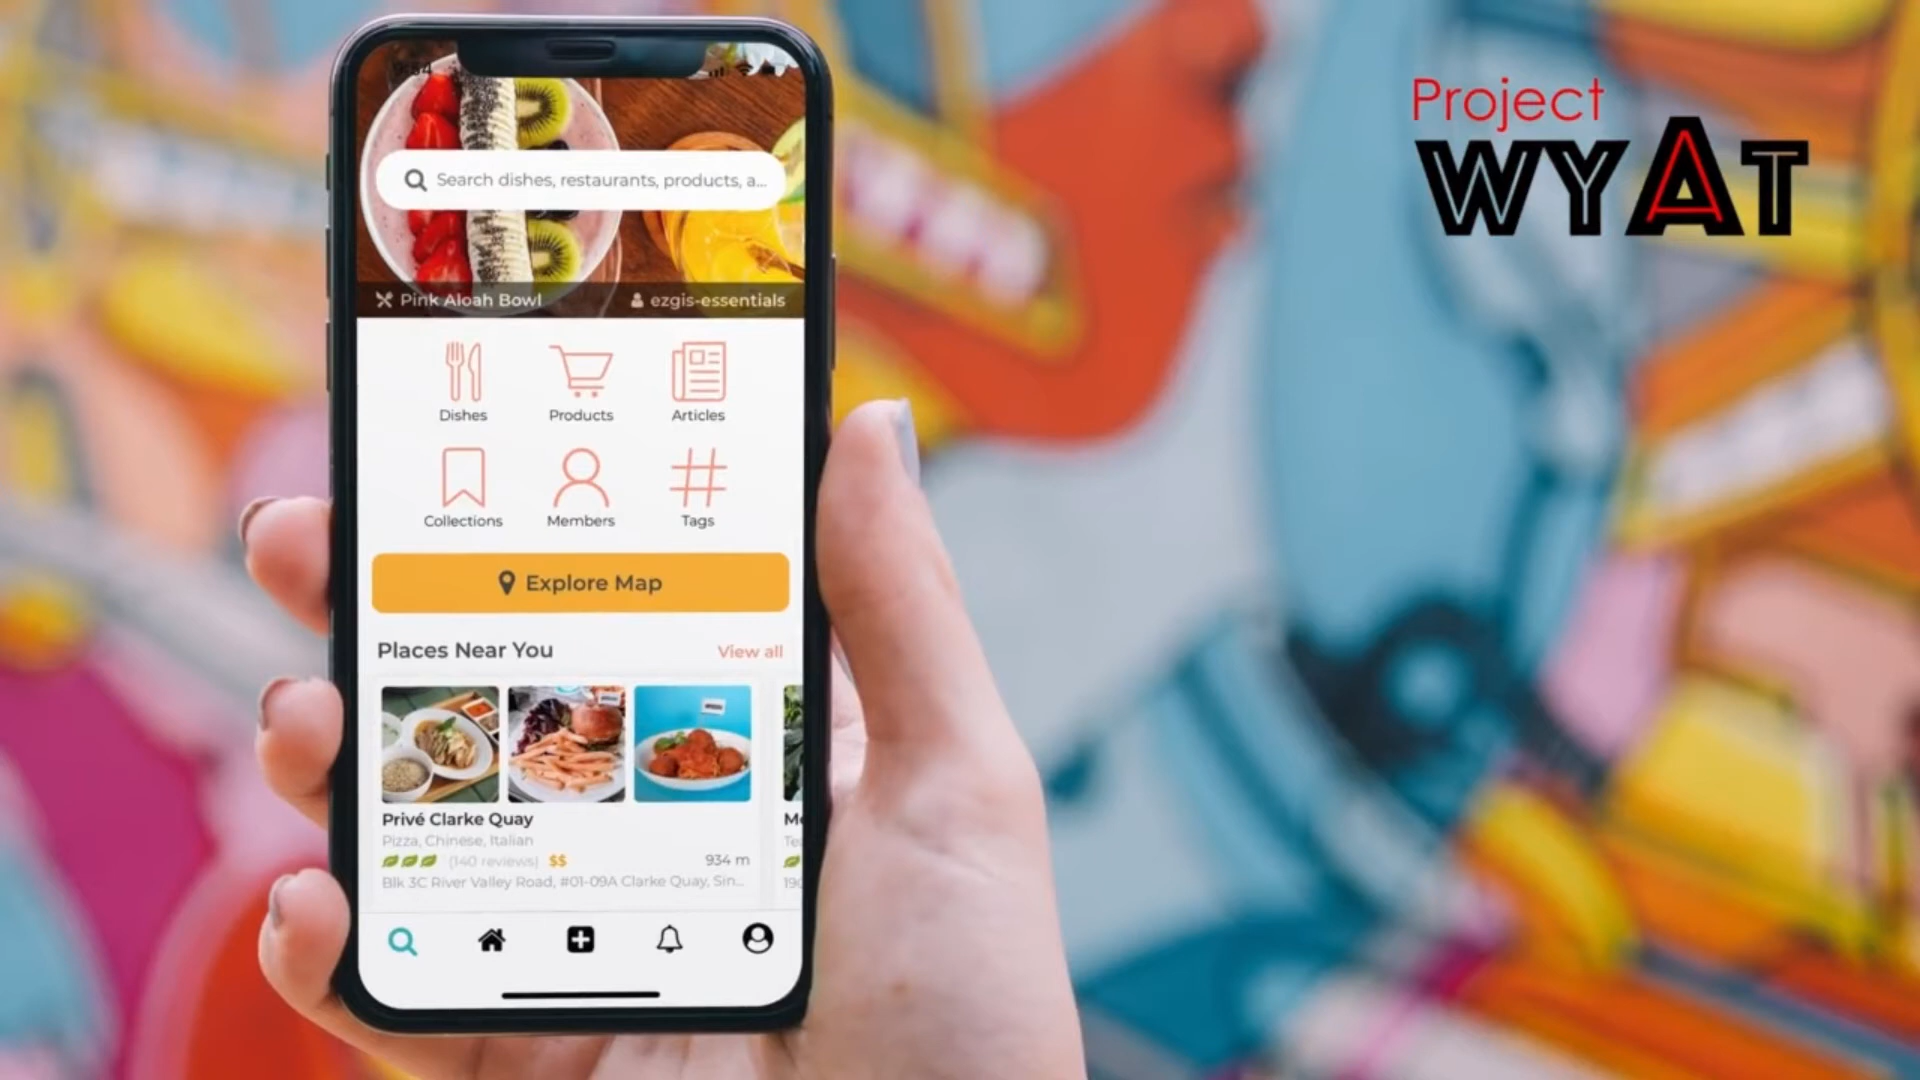 Project
WYAT
Search dishes, restaurants, products, a...
Pink Aloah Bowl
ezgis-essentials
Dishes
Products
Articles
Collections
Members
Tags
Explore Map
Places Near You
View all
Privé Clarke Quay
Pizza, Chinese, Italian
(140 reviews) $$ 934 m
Blk 3C River Valley Road, #01-09A Clarke Quay, Sin...